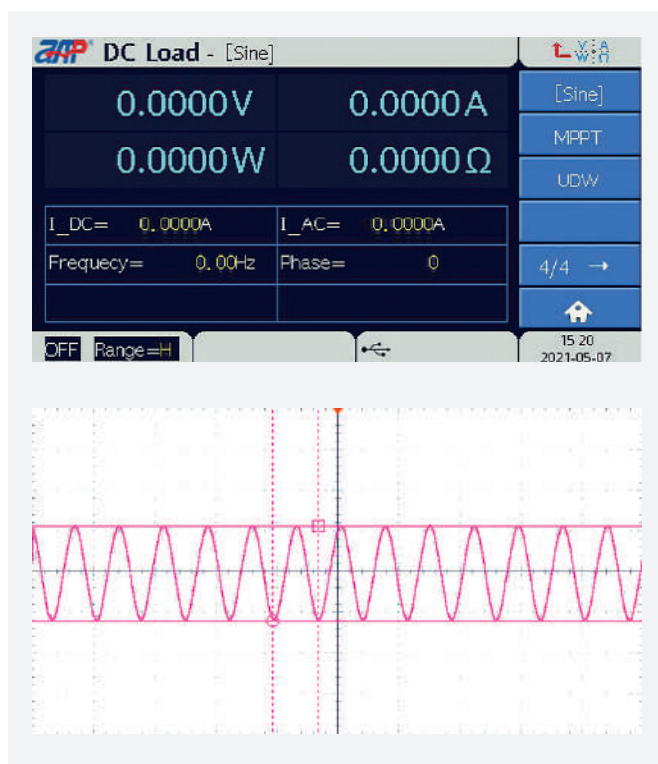 DC Load - [Sine]
V A
W Ω
0.0000V 0.0000A
0.0000W 0.0000Ω
I_DC= 0.0000A I_AC= 0.0000A
Frequecy= 0.00Hz Phase= 0
OFF Range=H
[Sine]
MPPT
UDW
4/4 →
15 20
2021-05-07